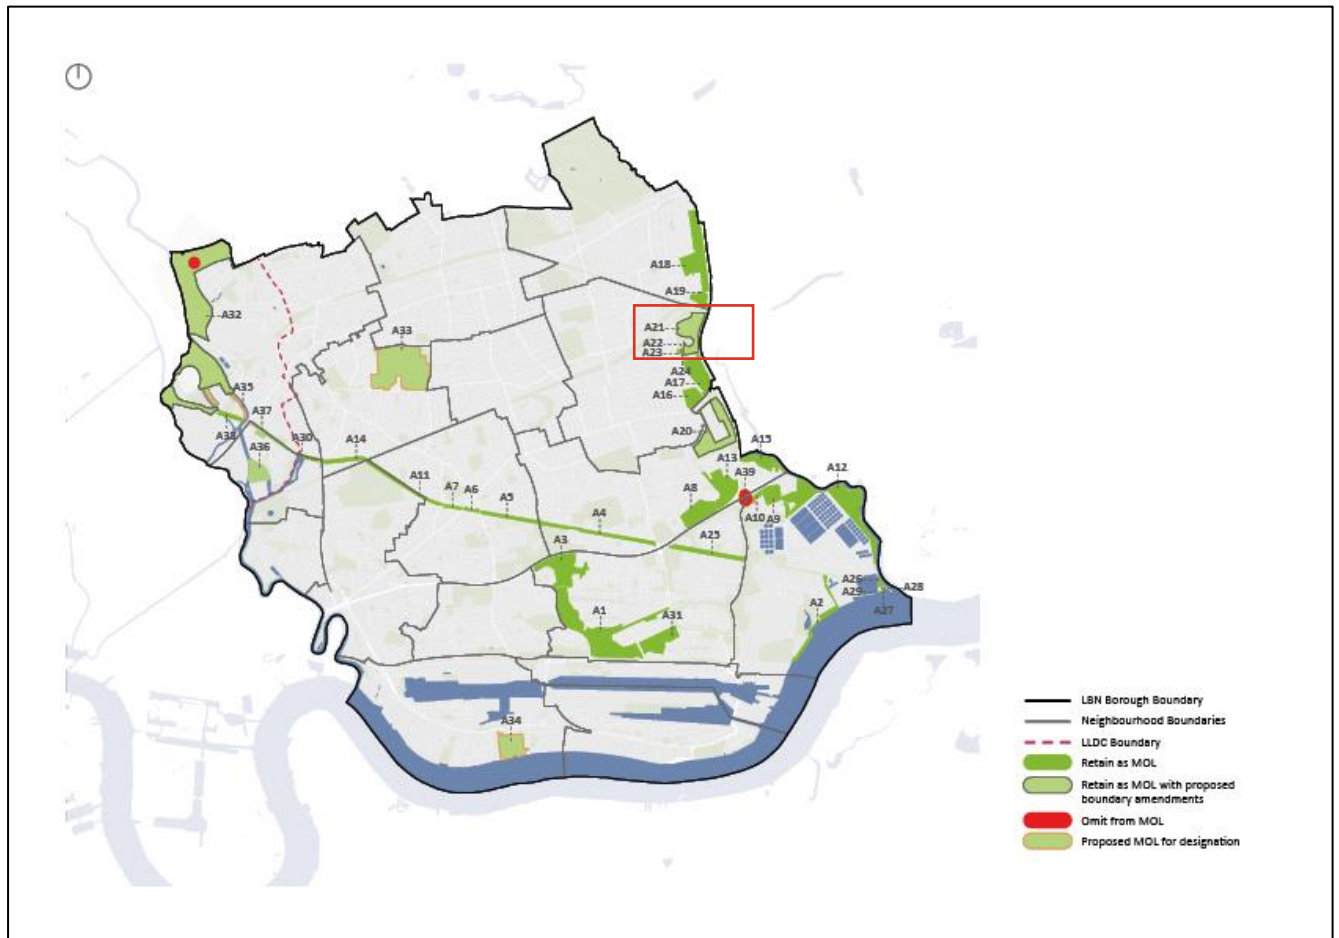 A18
A19
A32
A21
A33
A22
A23
A24
A17
A35
A16
A37
A38
A20
A36
A30
A14
A15
A13
A39
A12
A11
A8
A7
A6
A5
A10
A9
A4
A3
A25
A26
A28
A29
A2
A27
A1
A31
A34
LBN Borough Boundary
Neighbourhood Boundaries
LLDC Boundary
Retain as MOL
Retain as MOL with proposed
boundary amendments
Omit from MOL
Proposed MOL for designation